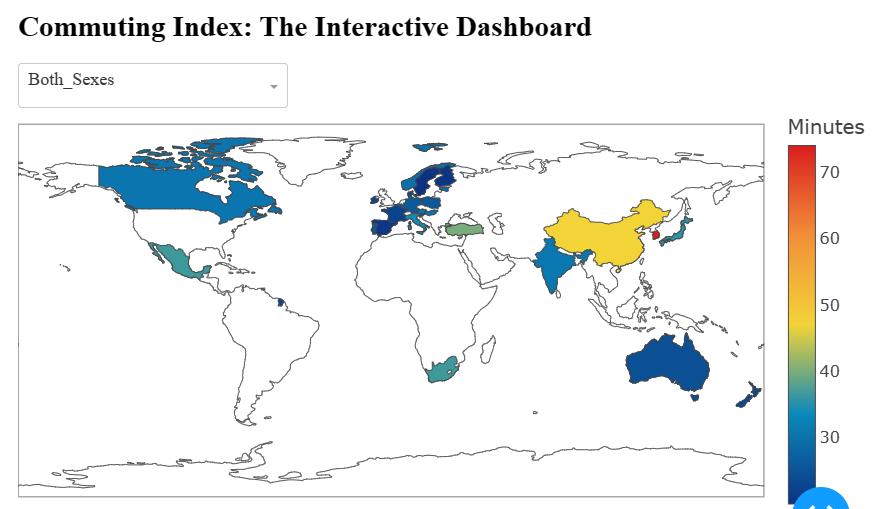 Commuting Index: The Interactive Dashboard
Both_Sexes
Minutes
70
60
50
40
30